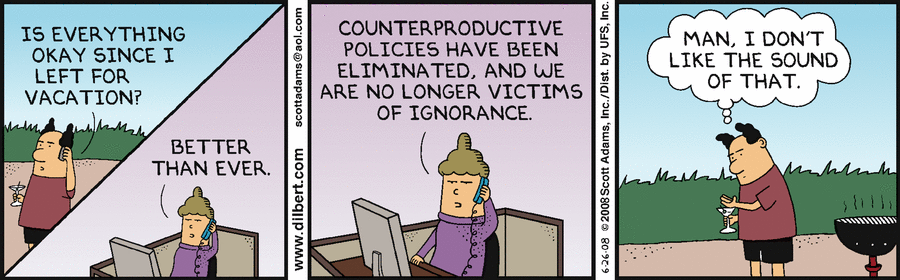 IS EVERYTHING
OKAY SINCE I
LEFT FOR
VACATION?
BETTER
THAN EVER.
www.dilbert.com scottadams@aol.com
COUNTERPRODUCTIVE
POLICIES HAVE BEEN
ELIMINATED, AND WE
ARE NO LONGER VICTIMS
OF IGNORANCE.
6-26-08 © 2008 Scott Adams, Inc./Dist. by UFS, Inc.
MAN, I DON'T
LIKE THE SOUND
OF THAT.